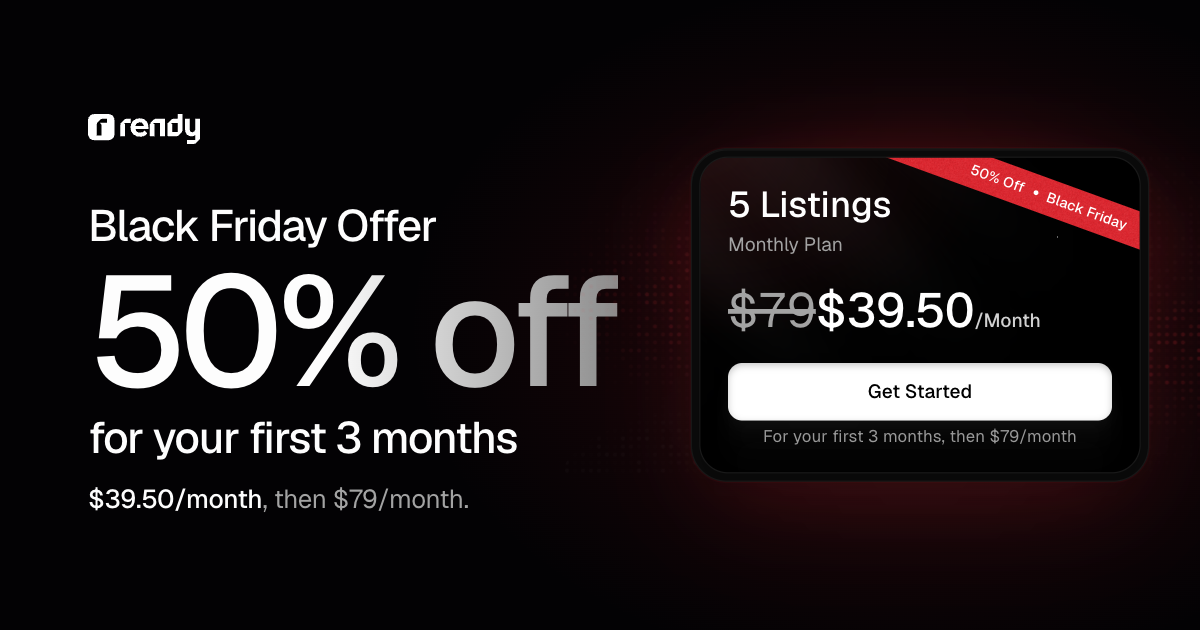 rendy
Black Friday Offer
50% off
for your first 3 months
$39.50/month, then $79/month.
50% Off • Black Friday
5 Listings
Monthly Plan
$79 $39.50/Month
Get Started
For your first 3 months, then $79/month